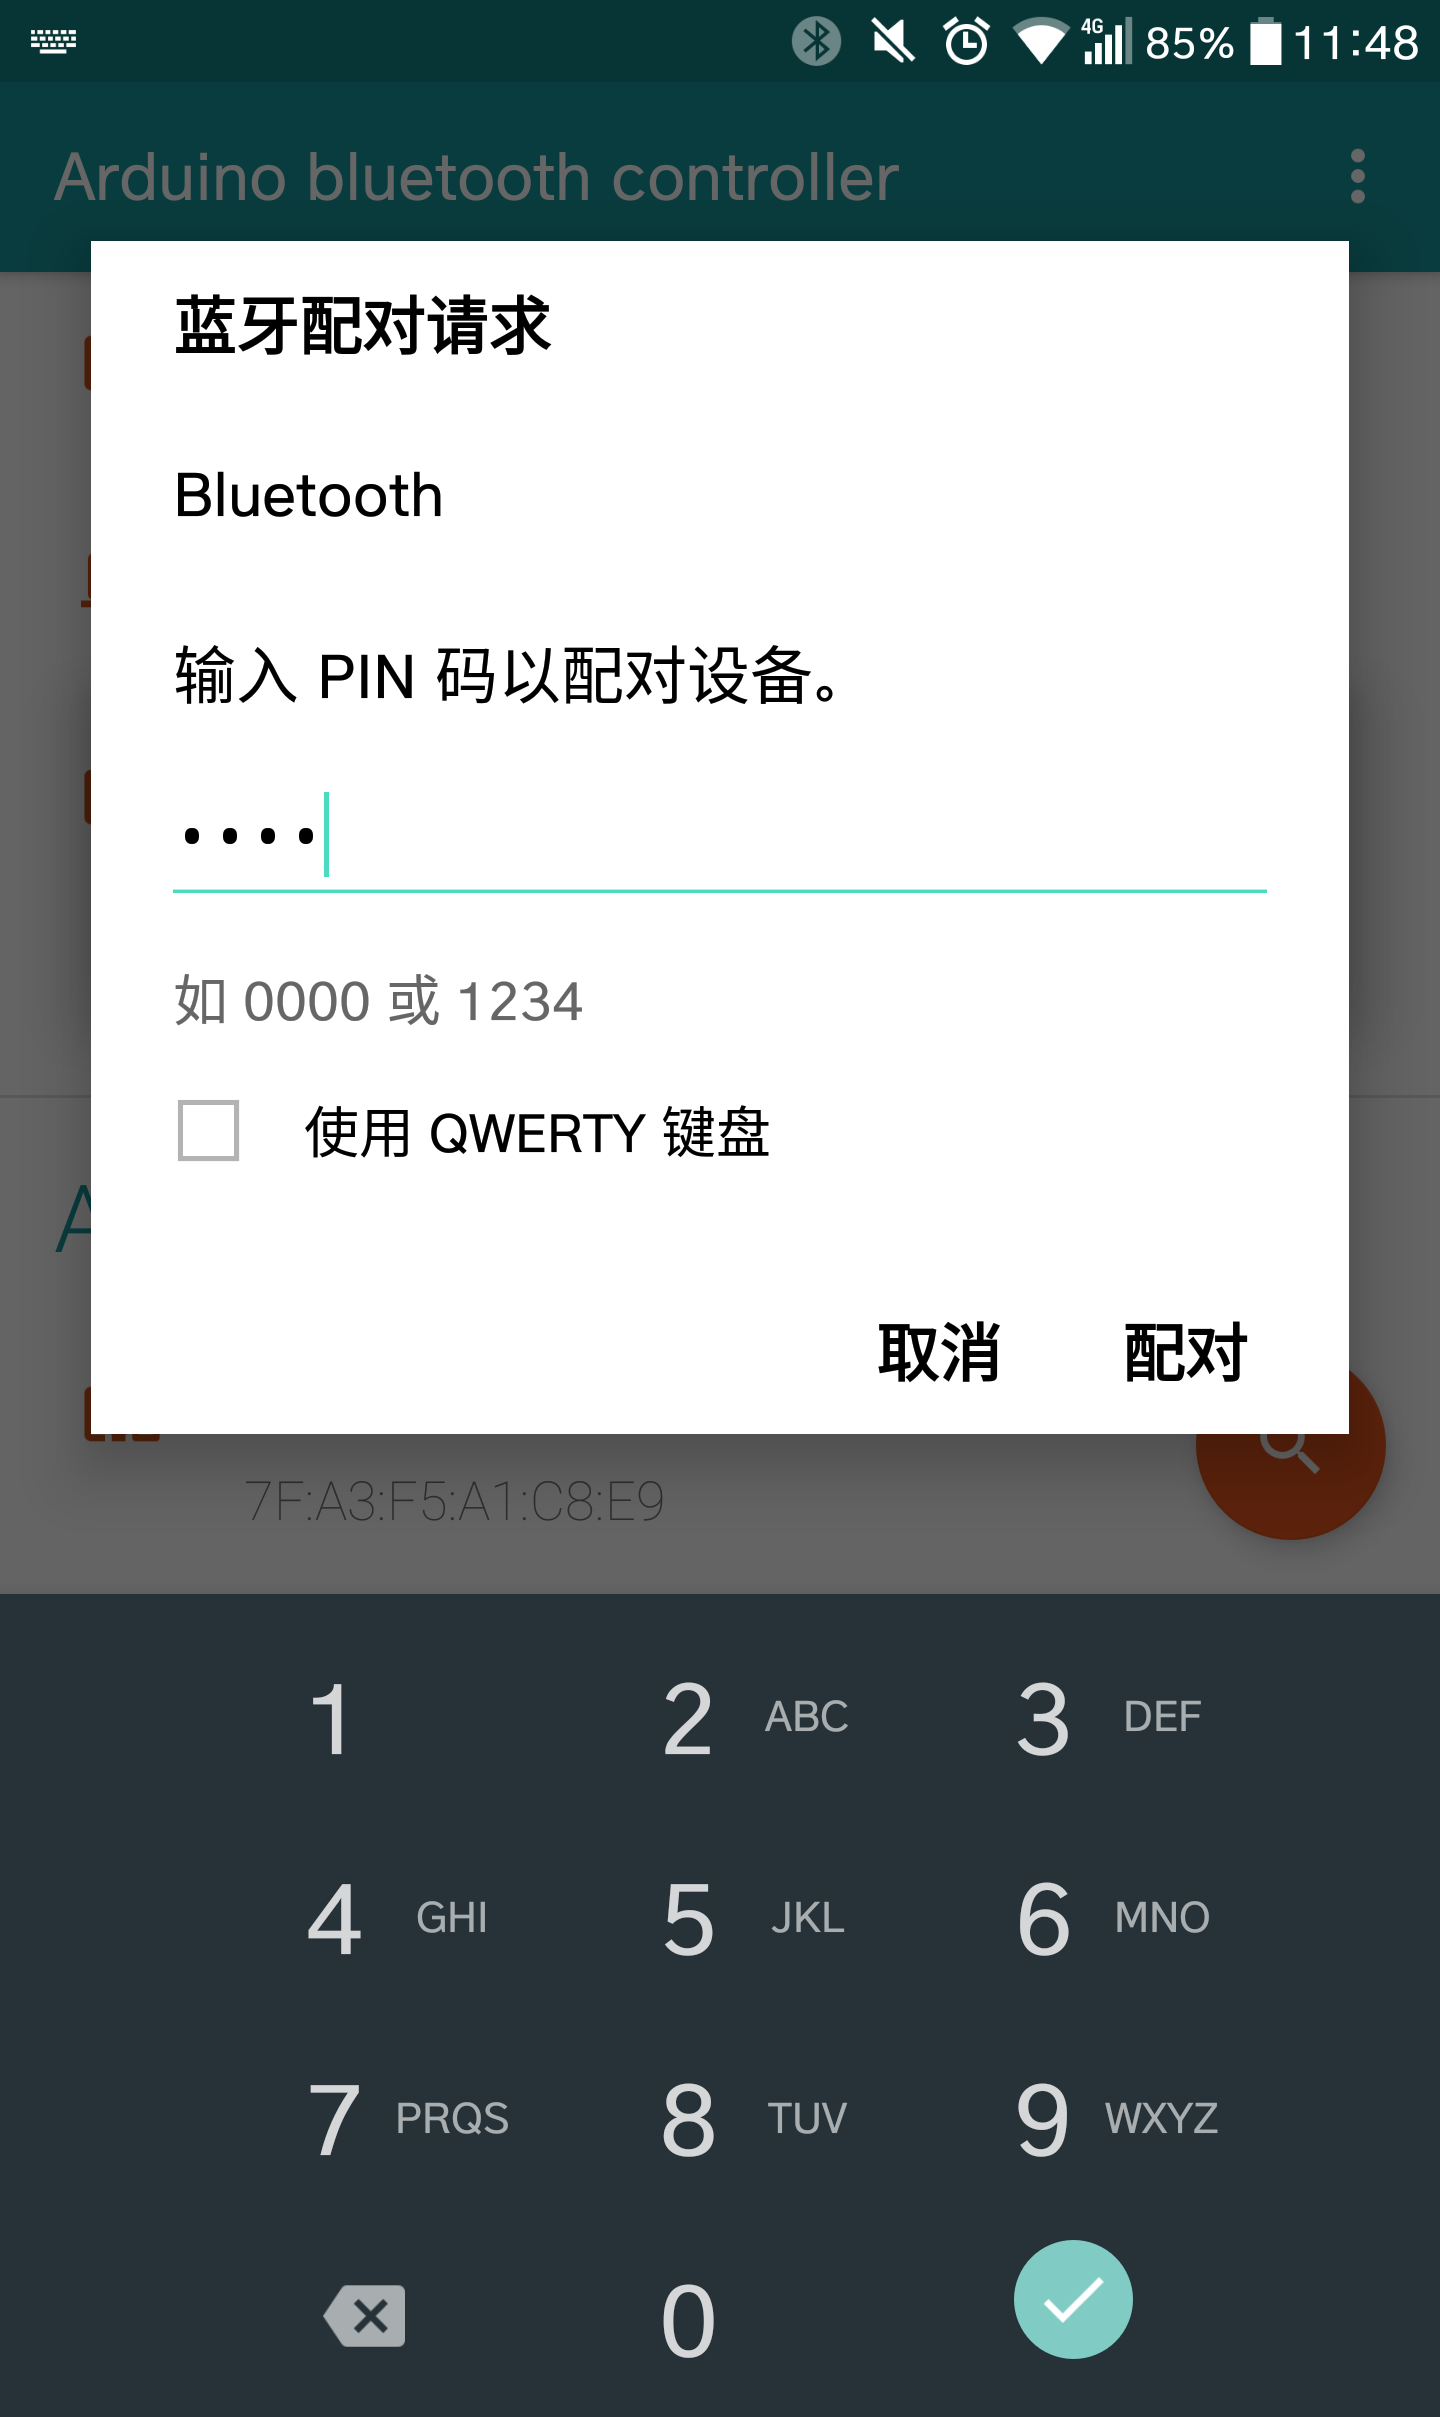 4G 85% 11:48
Arduino bluetooth controller
蓝牙配对请求
Bluetooth
输入 PIN 码以配对设备。
••••
如 0000 或 1234
使用 QWERTY 键盘
取消 配对
7F:A3:F5:A1:C8:E9
1 2 ABC 3 DEF
4 GHI 5 JKL 6 MNO
7 PRQS 8 TUV 9 WXYZ
0